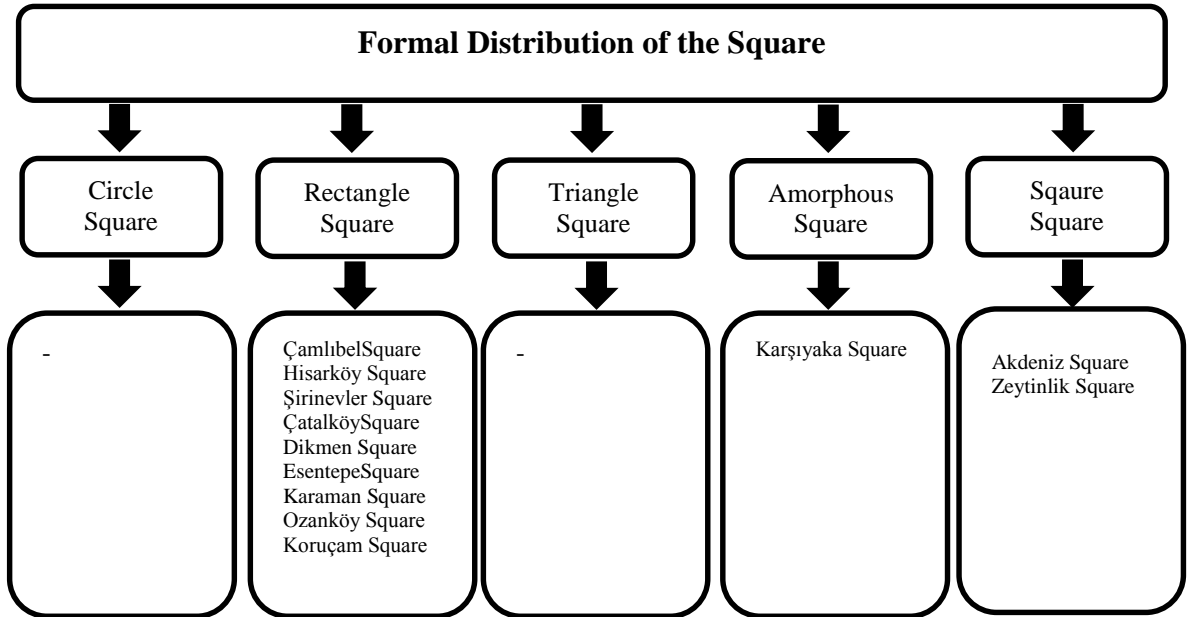 Formal Distribution of the Square
Circle
Square
Rectangle
Square
Triangle
Square
Amorphous
Square
Sqaure
Square
-
ÇamlıbelSquare
Hisarköy Square
Şirinevler Square
ÇatalköySquare
Dikmen Square
EsentepeSquare
Karaman Square
Ozanköy Square
Koruçam Square
-
Karşıyaka Square
Akdeniz Square
Zeytinlik Square